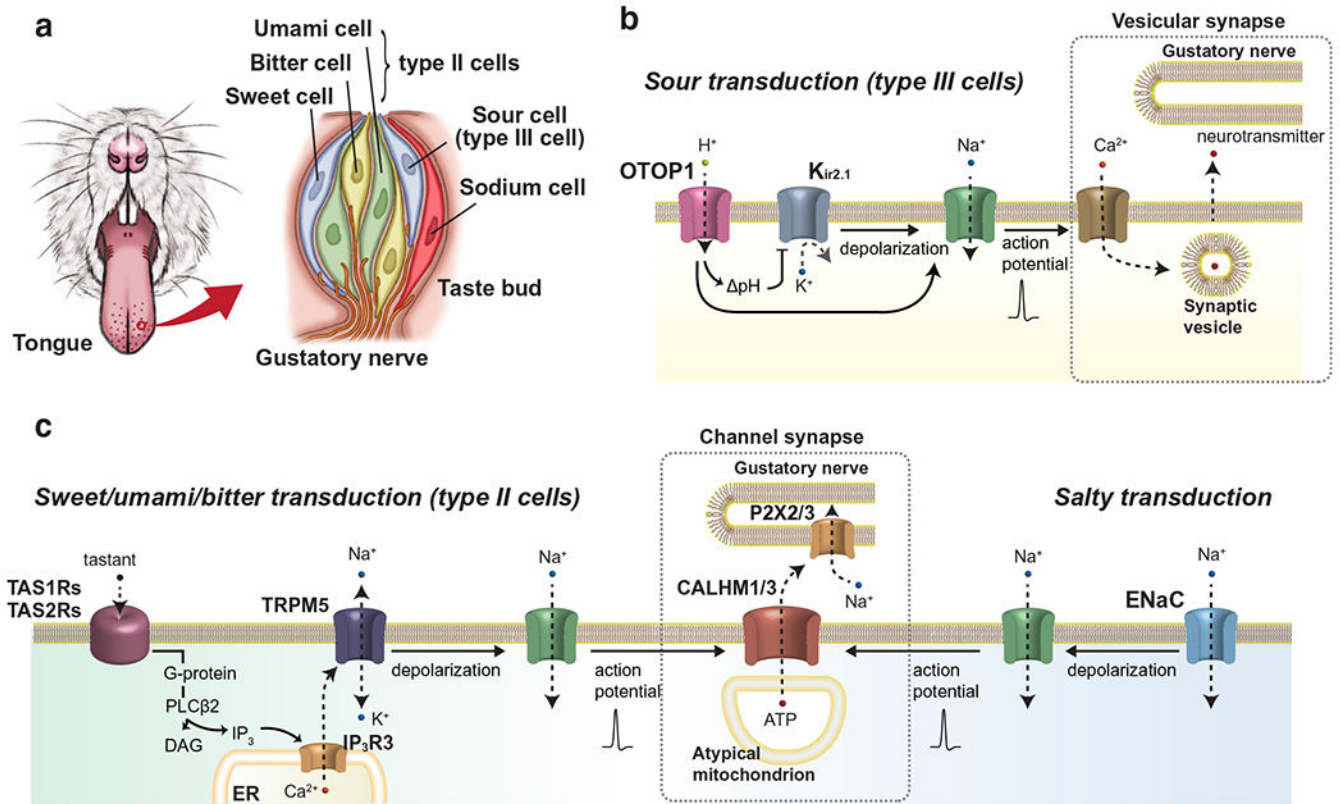 a
Umami cell
Bitter cell
Sweet cell
type II cells
Sour cell
(type III cell)
Sodium cell
Taste bud
Tongue
Gustatory nerve
b
Vesicular synapse
Gustatory nerve
Sour transduction (type III cells)
neurotransmitter
H⁺
Na⁺
Ca²⁺
OTOP1
Kir2.1
depolarization
action
potential
ΔpH
K⁺
Synaptic
vesicle
c
Channel synapse
Gustatory nerve
Sweet/umami/bitter transduction (type II cells)
Salty transduction
P2X2/3
tastant
Na⁺
Na⁺
Na⁺
Na⁺
Na⁺
TAS1Rs
TAS2Rs
TRPM5
CALHM1/3
ENaC
depolarization
action
potential
action
potential
depolarization
G-protein
PLCβ2
DAG
IP₃
K⁺
IP₃R3
ER
Ca²⁺
ATP
Atypical
mitochondrion